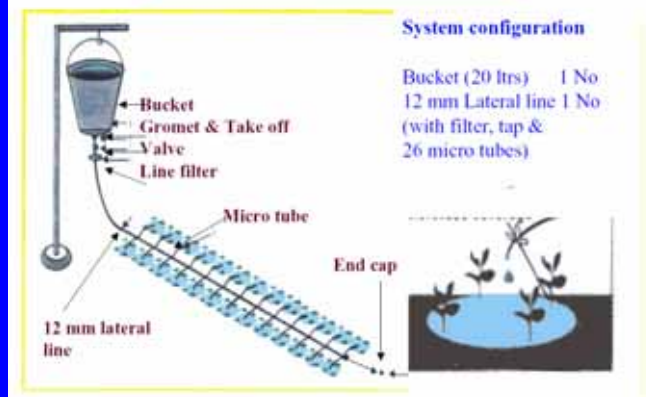 System configuration
Bucket (20 ltrs) 1 No
12 mm Lateral line 1 No
(with filter, tap &
26 micro tubes)
Bucket
Gromet & Take off
Valve
Line filter
Micro tube
End cap
12 mm lateral
line